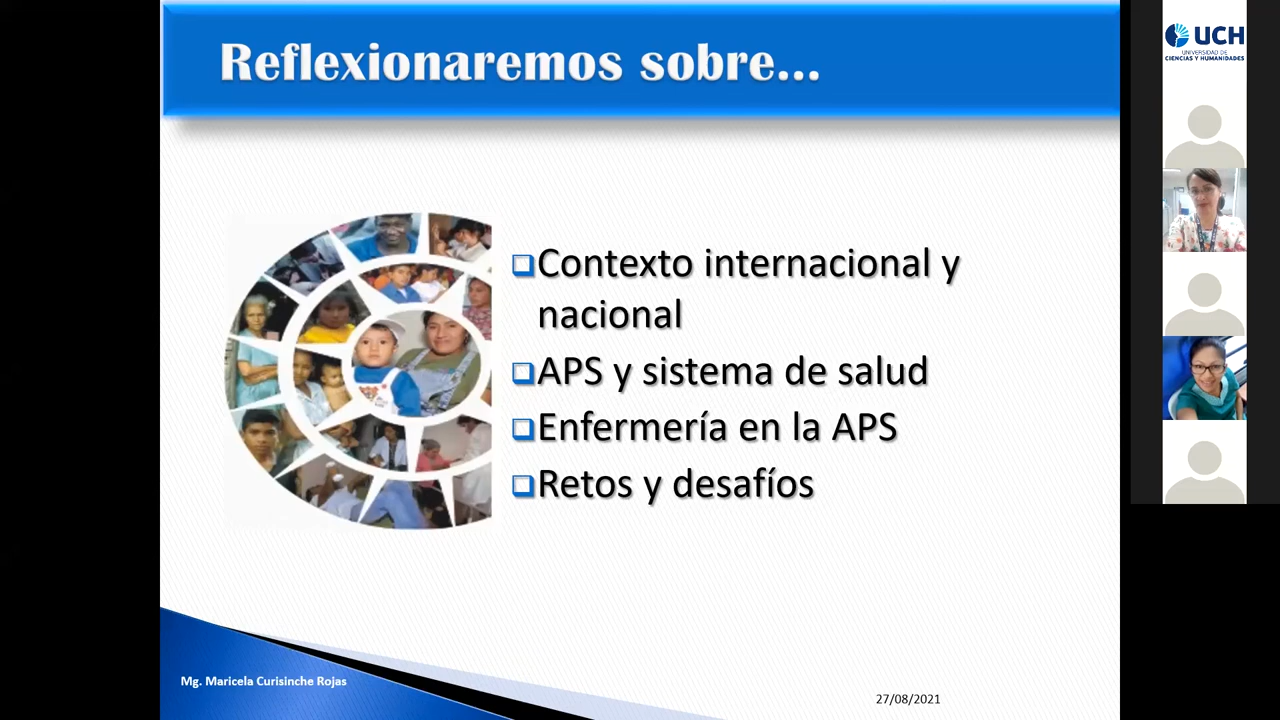 Reflexionaremos sobre...
Contexto internacional y
nacional
APS y sistema de salud
Enfermería en la APS
Retos y desafíos
Mg. Maricela Curisinche Rojas
27/08/2021
UCH
UNIVERSIDAD DE
CIENCIAS Y HUMANIDADES